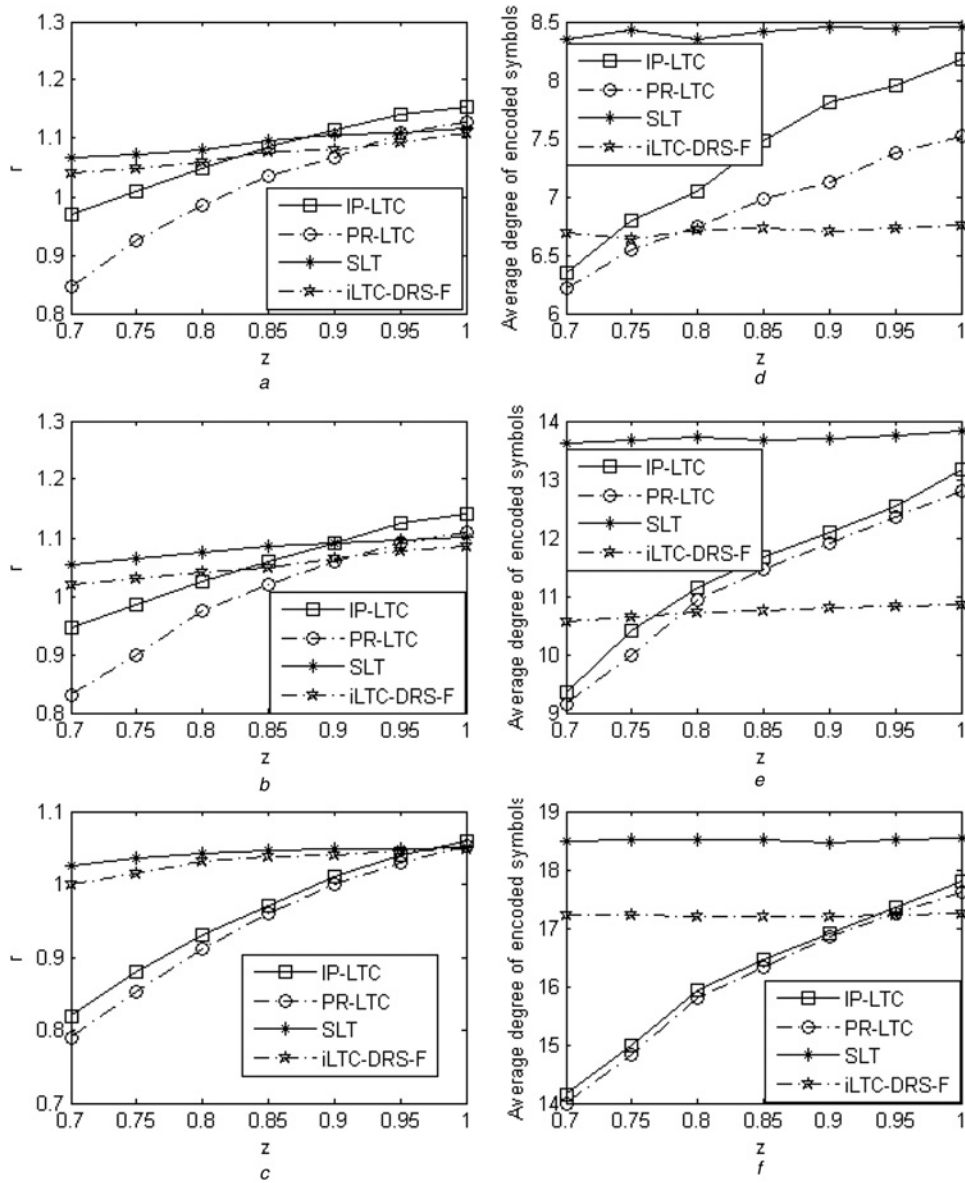 1.3
1.2
1.1
1
0.9
0.8
r
IP-LTC
PR-LTC
SLT
iLTC-DRS-F
0.7 0.75 0.8 0.85 0.9 0.95 1
z
a
8.5
8
7.5
7
6.5
6
Average degree of encoded symbols
IP-LTC
PR-LTC
SLT
iLTC-DRS-F
0.7 0.75 0.8 0.85 0.9 0.95 1
z
d
1.3
1.2
1.1
1
0.9
0.8
r
IP-LTC
PR-LTC
SLT
iLTC-DRS-F
0.7 0.75 0.8 0.85 0.9 0.95 1
z
b
14
13
12
11
10
9
Average degree of encoded symbols
IP-LTC
PR-LTC
SLT
iLTC-DRS-F
0.7 0.75 0.8 0.85 0.9 0.95 1
z
e
1.1
1
0.9
0.8
0.7
r
IP-LTC
PR-LTC
SLT
iLTC-DRS-F
0.7 0.75 0.8 0.85 0.9 0.95 1
z
c
19
18
17
16
15
14
Average degree of encoded symbols
IP-LTC
PR-LTC
SLT
iLTC-DRS-F
0.7 0.75 0.8 0.85 0.9 0.95 1
z
f